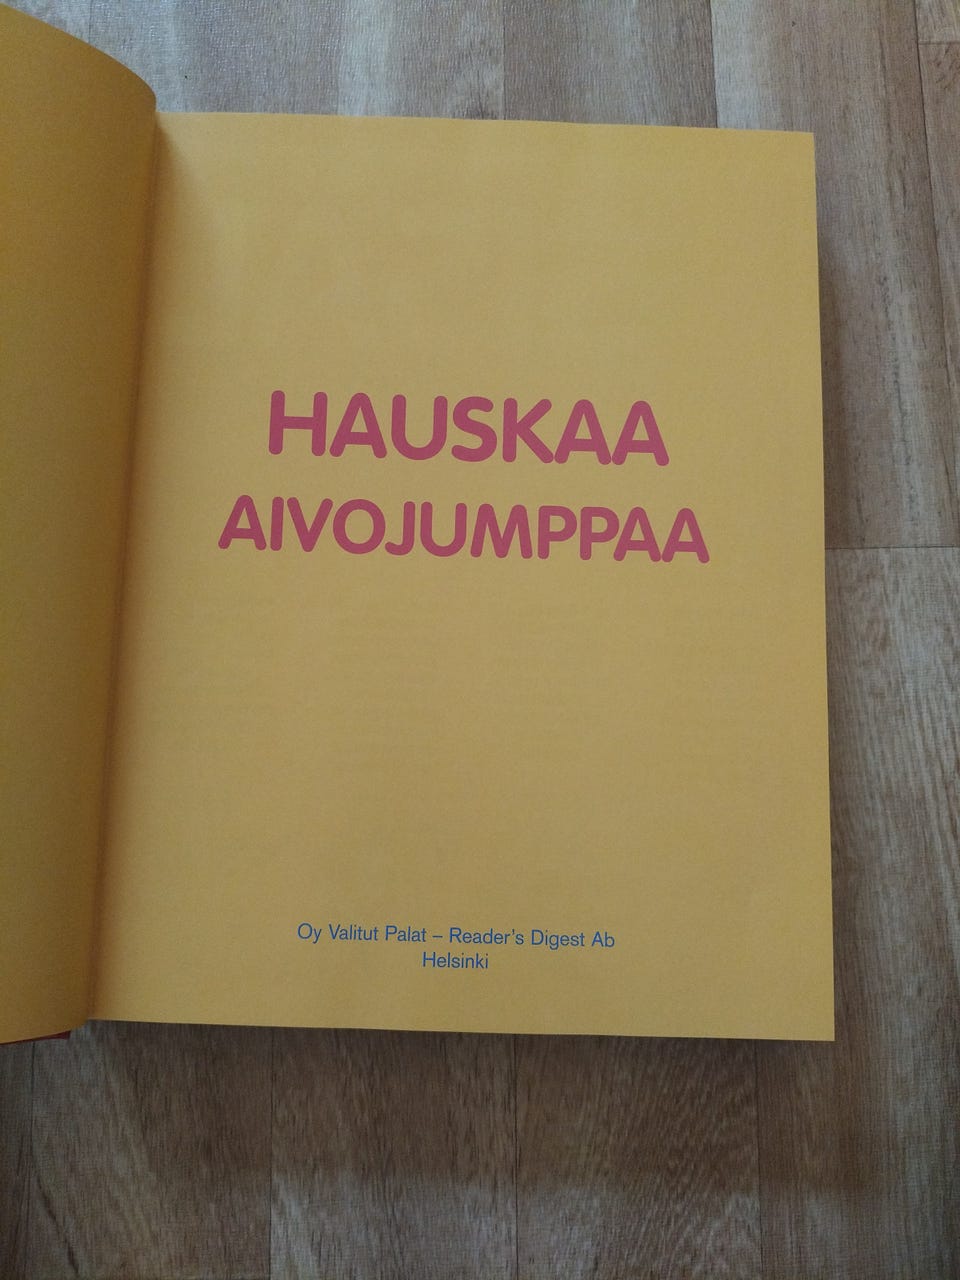 HAUSKAA
AIVOJUMPPAA
Oy Valitut Palat – Reader's Digest Ab
Helsinki